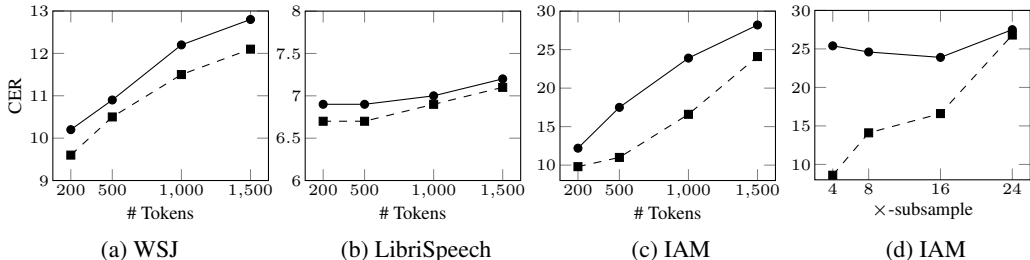 CER
13
12
11
10
9
200 500 1,000 1,500
# Tokens
(a) WSJ
8
7.5
7
6.5
6
200 500 1,000 1,500
# Tokens
(b) LibriSpeech
30
25
20
15
10
200 500 1,000 1,500
# Tokens
(c) IAM
30
25
20
15
10
4 8 16 24
×-subsample
(d) IAM